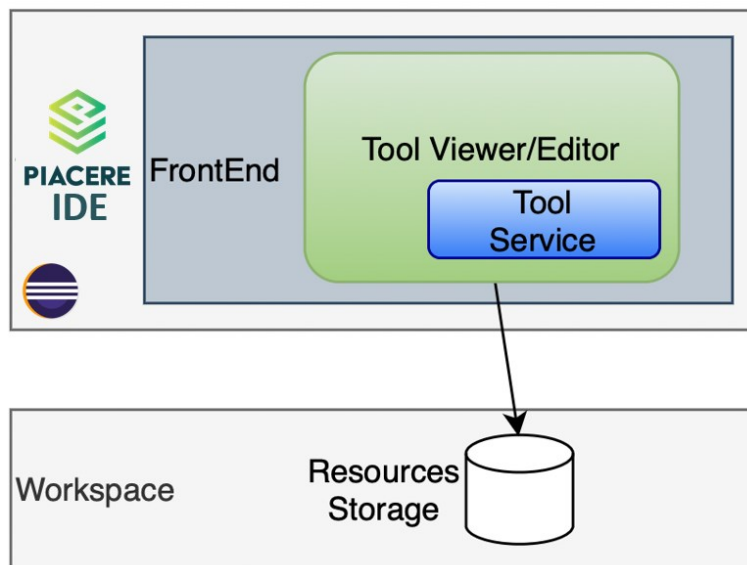 PIACERE
IDE
FrontEnd
Tool Viewer/Editor
Tool
Service
Workspace
Resources
Storage